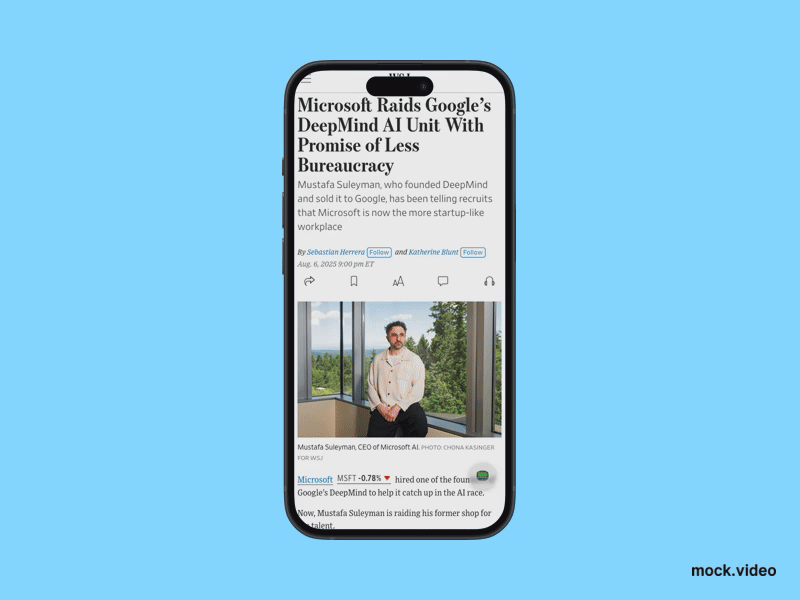 Microsoft Raids Google's
DeepMind AI Unit With
Promise of Less
Bureaucracy
Mustafa Suleyman, who founded DeepMind
and sold it to Google, has been telling recruits
that Microsoft is now the more startup-like
workplace
By Sebastian Herrera Follow and Katherine Blunt Follow
Aug. 6, 2025 9:00 pm ET
AA
Mustafa Suleyman, CEO of Microsoft AI. PHOTO: CHONA KASINGER
FOR WSJ
Microsoft MSFT -0.78% hired one of the
Google's DeepMind to help it catch up in the AI race.
Now, Mustafa Suleyman is raiding his former shop for
talent.
mock.video